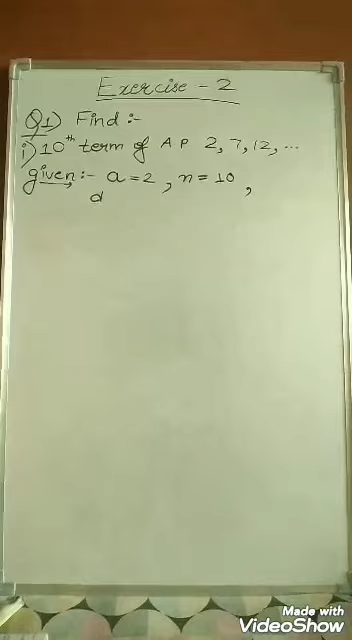 Exercise - 2
Q1) Find :-
i) 10th term of A P 2, 7, 12, ...
given :- a = 2 , n = 10 ,
d
Made with
VideoShow